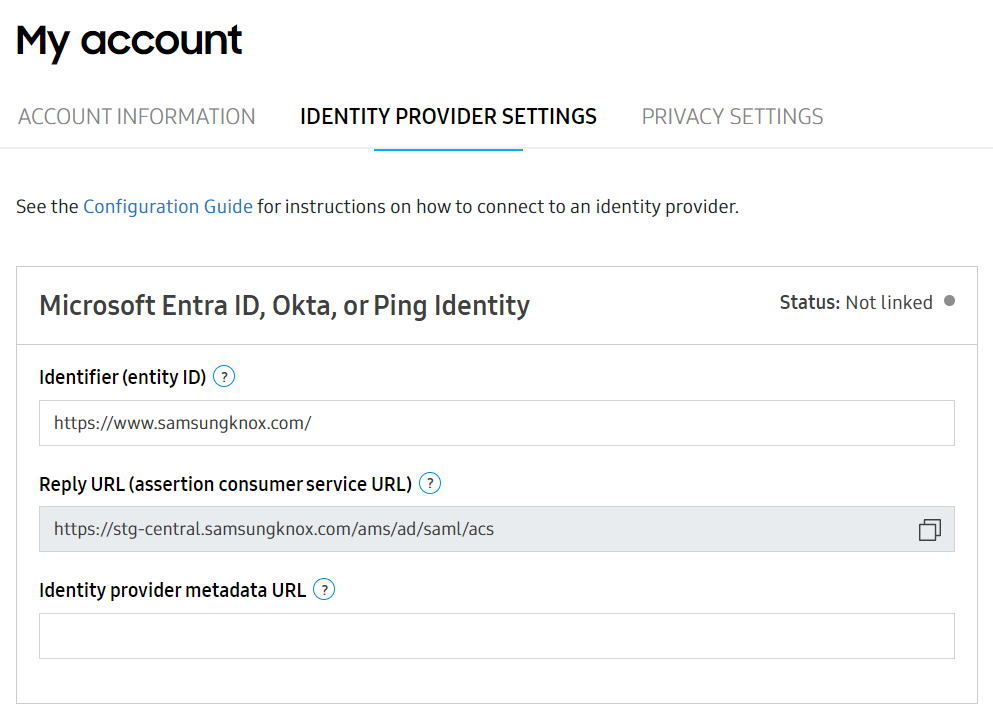 My account
ACCOUNT INFORMATION IDENTITY PROVIDER SETTINGS PRIVACY SETTINGS
See the Configuration Guide for instructions on how to connect to an identity provider.
Microsoft Entra ID, Okta, or Ping Identity Status: Not linked
Identifier (entity ID) ?
https://www.samsungknox.com/
Reply URL (assertion consumer service URL) ?
https://stg-central.samsungknox.com/ams/ad/saml/acs
Identity provider metadata URL ?